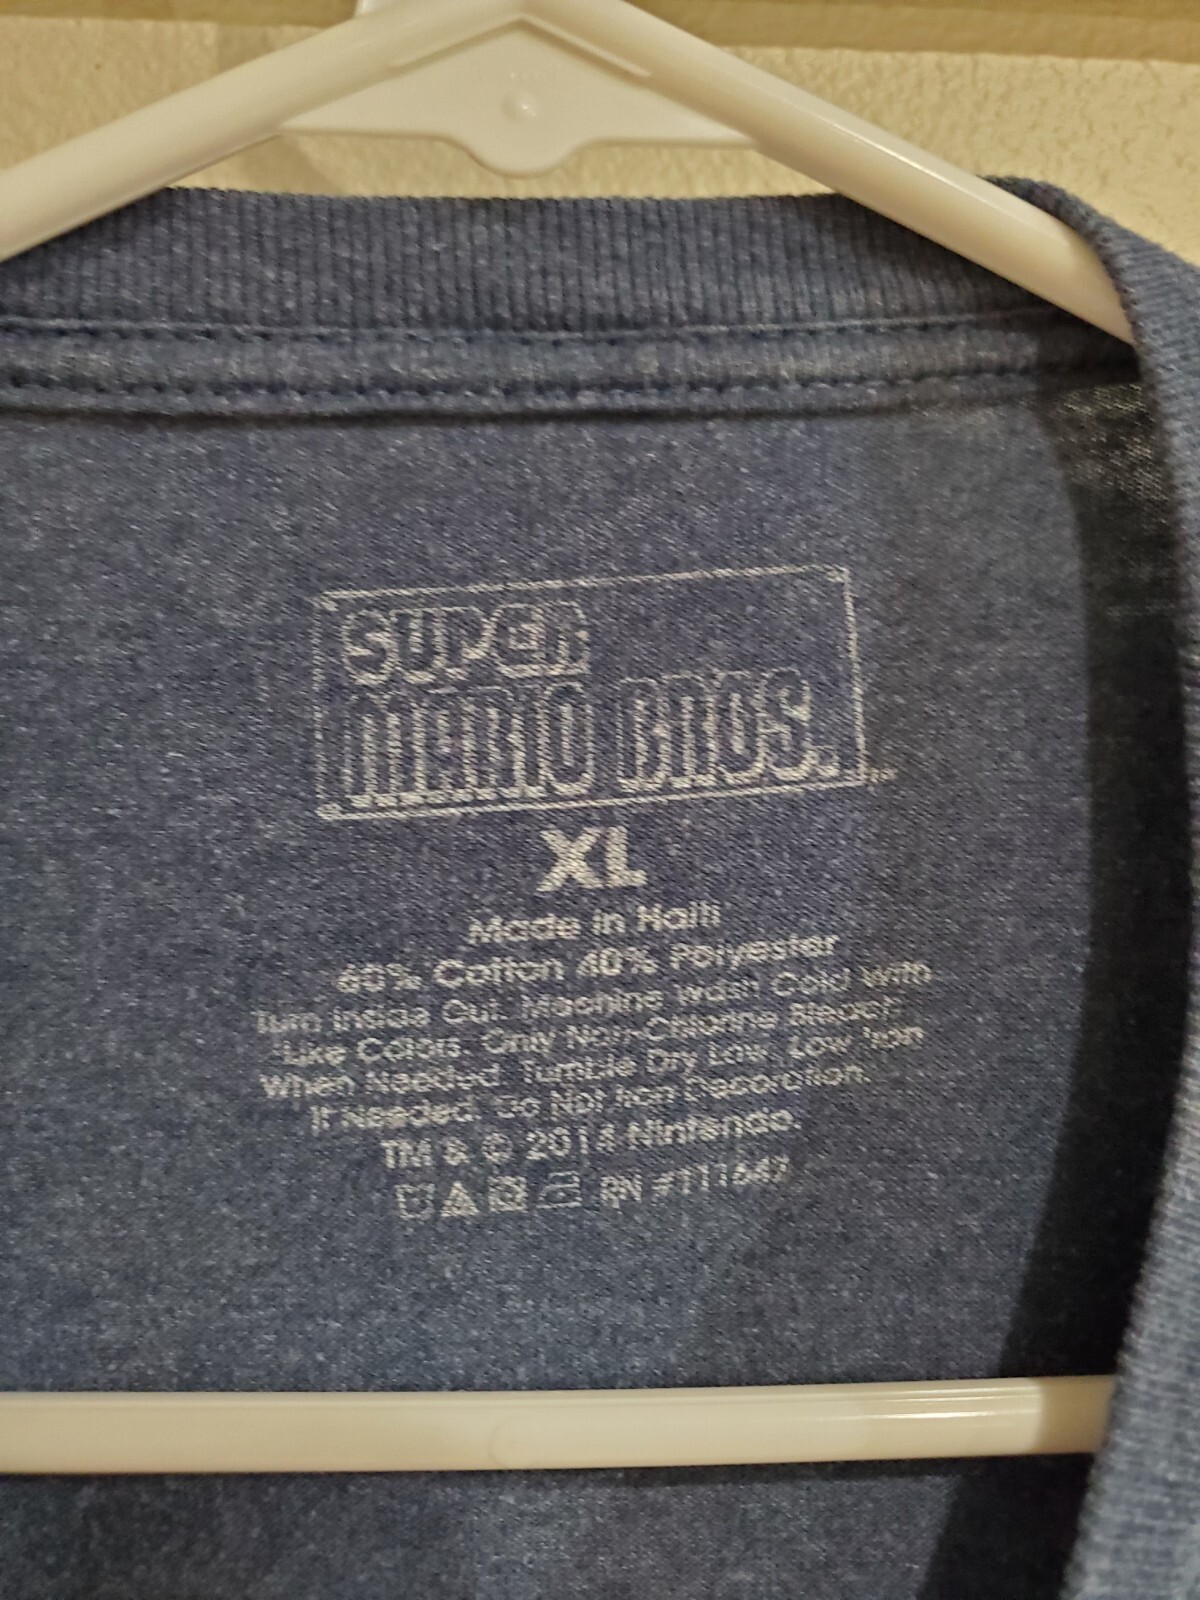 SUPER
MARIO BROS.
XL
Made in Haiti
60% Cotton 40% Polyester
Turn Inside Out. Machine Wash Cold With
Like Colors. Only Non-Chlorine Bleach
When Needed. Tumble Dry Low. Low Iron
If Needed. Do Not Iron Decoration.
TM & © 2014 Nintendo.
RN #111642